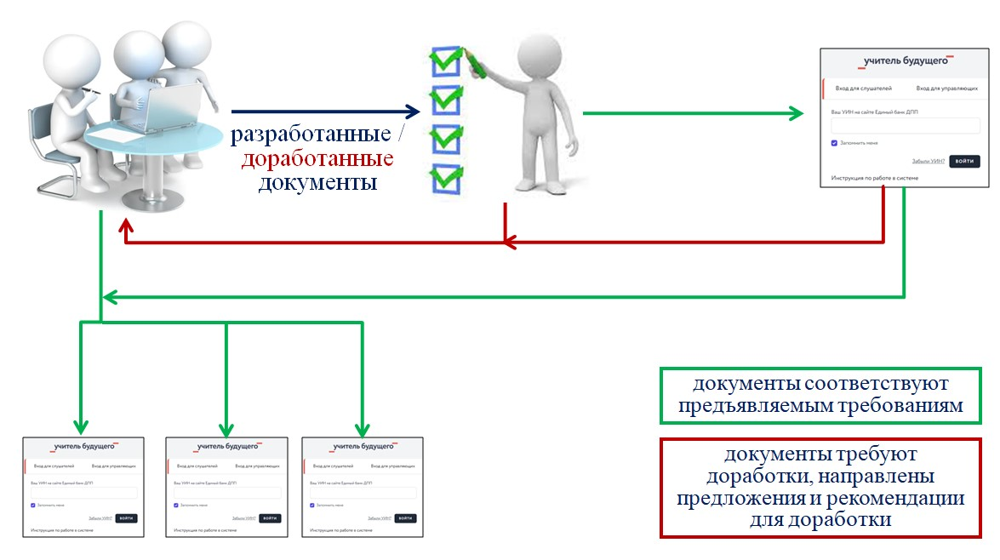 учитель будущего
Вход для слушателей Вход для управляющих
Ваш УИН на сайте Единый банк ДПП
Запомнить меня
Забыли УИН? ВОЙТИ
Инструкция по работе в системе
разработанные /
доработанные
документы
документы соответствуют
предъявляемым требованиям
документы требуют
доработки, направлены
предложения и рекомендации
для доработки
учитель будущего
Вход для слушателей Вход для управляющих
Ваш УИН на сайте Единый банк ДПП
Запомнить меня
Забыли УИН? ВОЙТИ
Инструкция по работе в системе
учитель будущего
Вход для слушателей Вход для управляющих
Ваш УИН на сайте Единый банк ДПП
Запомнить меня
Забыли УИН? ВОЙТИ
Инструкция по работе в системе
учитель будущего
Вход для слушателей Вход для управляющих
Ваш УИН на сайте Единый банк ДПП
Запомнить меня
Забыли УИН? ВОЙТИ
Инструкция по работе в системе